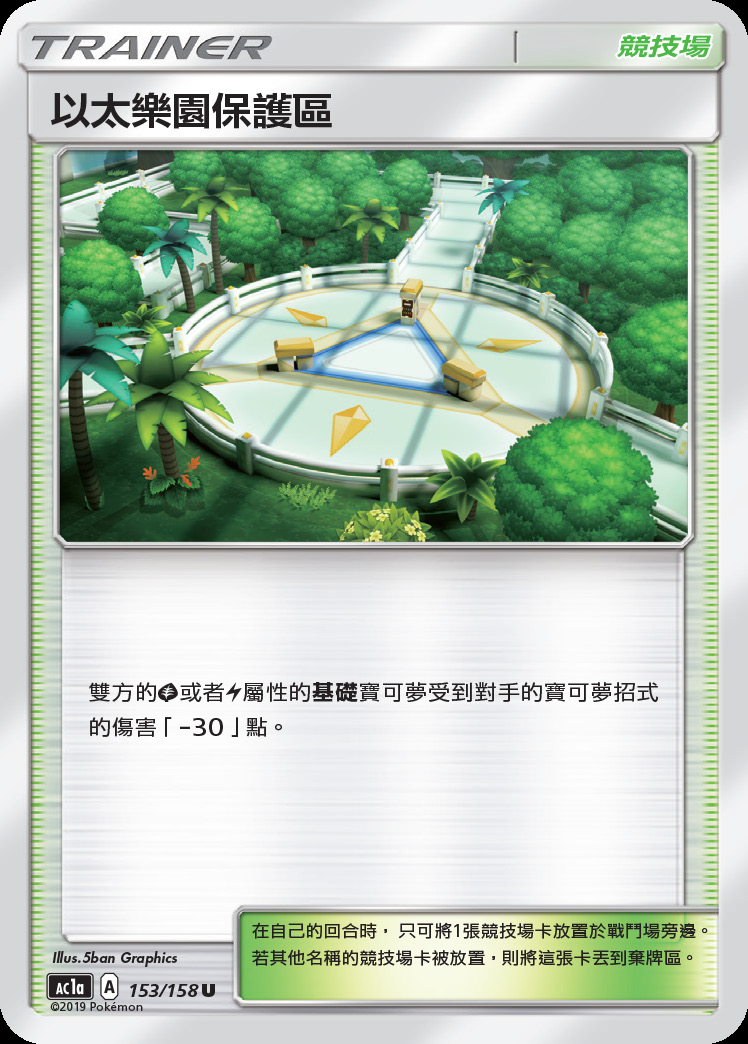 TRAINER
競技場
以太樂園保護區
雙方的或者屬性的基礎寶可夢受到對手的寶可夢招式
的傷害「-30」點。
在自己的回合時，只可將1張競技場卡放置於戰鬥場旁邊。
若其他名稱的競技場卡被放置，則將這張卡丟到棄牌區。
Illus.5ban Graphics
AC1a A 153/158 U
©2019 Pokémon